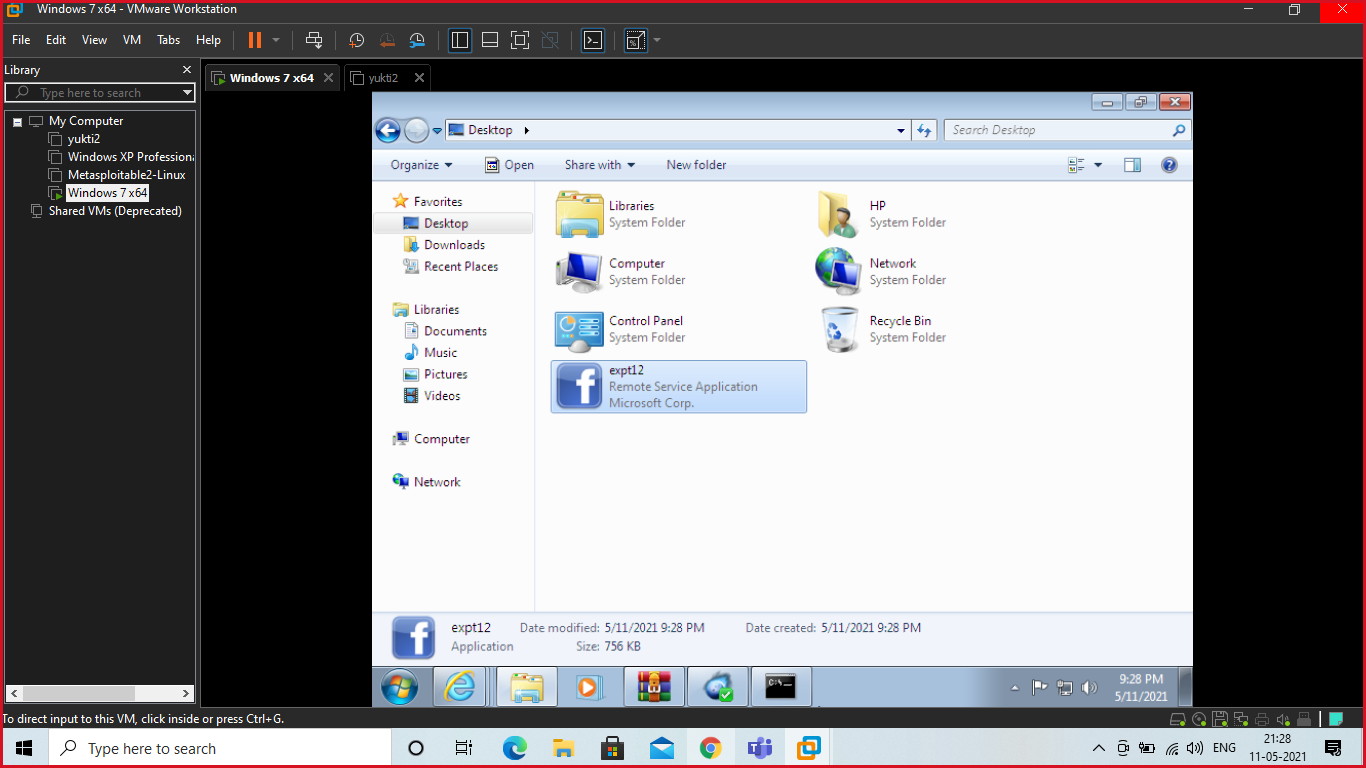 Windows 7 x64 - VMware Workstation
File Edit View VM Tabs Help
Library
Type here to search
My Computer
yukti2
Windows XP Professiona
Metasploitable2-Linux
Windows 7 x64
Shared VMs (Deprecated)
Windows 7 x64 yukti2
Desktop
Search Desktop
Organize Open Share with New folder
Favorites
Desktop
Downloads
Recent Places
Libraries
Documents
Music
Pictures
Videos
Computer
Network
Libraries
System Folder
HP
System Folder
Computer
System Folder
Network
System Folder
Control Panel
System Folder
Recycle Bin
System Folder
expt12
Remote Service Application
Microsoft Corp.
expt12 Date modified: 5/11/2021 9:28 PM Date created: 5/11/2021 9:28 PM
Application Size: 756 KB
9:28 PM
5/11/2021
To direct input to this VM, click inside or press Ctrl+G.
Type here to search
ENG
21:28
11-05-2021